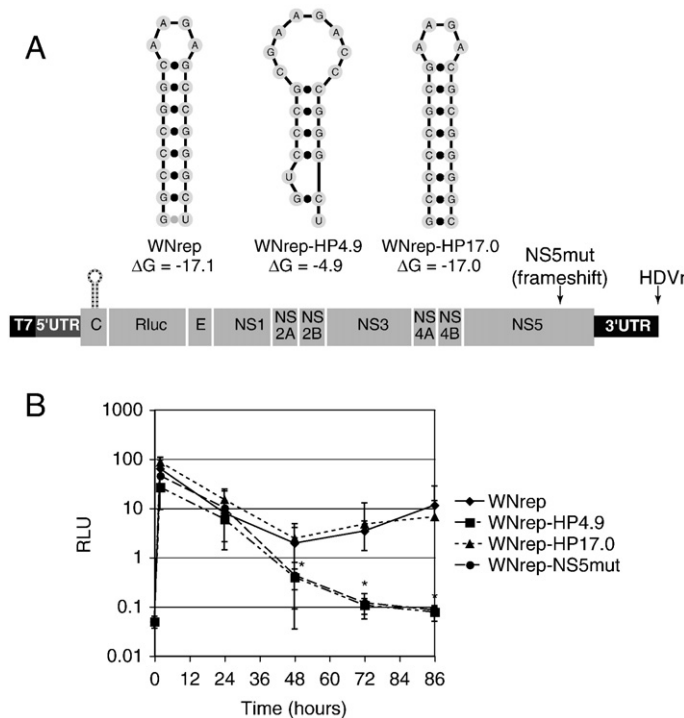 A
WNrep
ΔG = -17.1
WNrep-HP4.9
ΔG = -4.9
WNrep-HP17.0
ΔG = -17.0
NS5mut
(frameshift)
HDVr
T7 5'UTR C Rluc E NS1 NS 2A NS 2B NS3 NS 4A NS 4B NS5 3'UTR
B
1000
100
10
1
0.1
0.01
RLU
0 12 24 36 48 60 72 84 86
Time (hours)
* * *
WNrep
WNrep-HP4.9
WNrep-HP17.0
WNrep-NS5mut